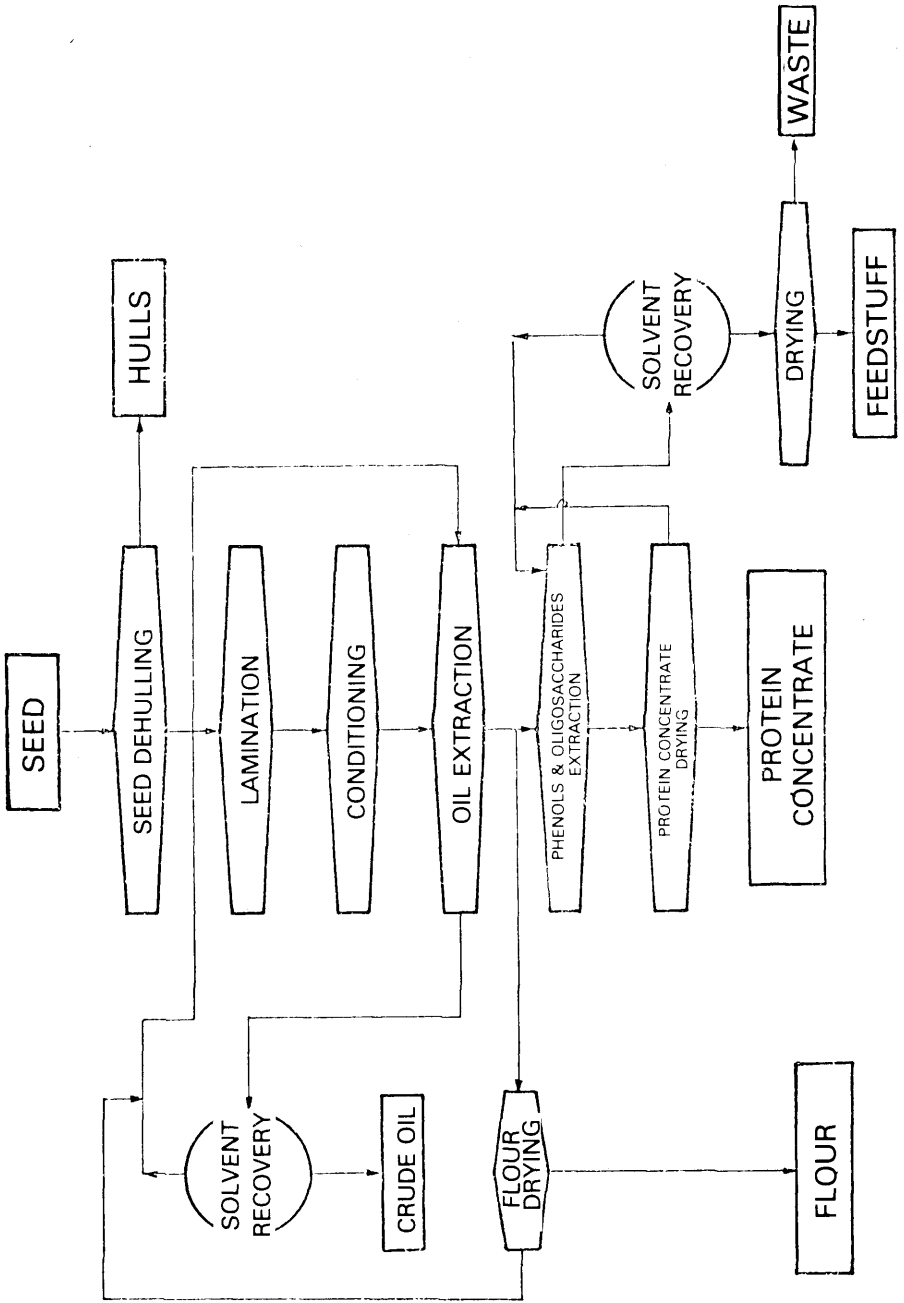 SEED
SEED DEHULLING
HULLS
LAMINATION
CONDITIONING
OIL EXTRACTION
SOLVENT
RECOVERY
CRUDE OIL
FLOUR
DRYING
FLOUR
PHENOLS & OLIGOSACCHARIDES
EXTRACTION
PROTEIN CONCENTRATE
DRYING
PROTEIN
CONCENTRATE
SOLVENT
RECOVERY
DRYING
WASTE
FEEDSTUFF